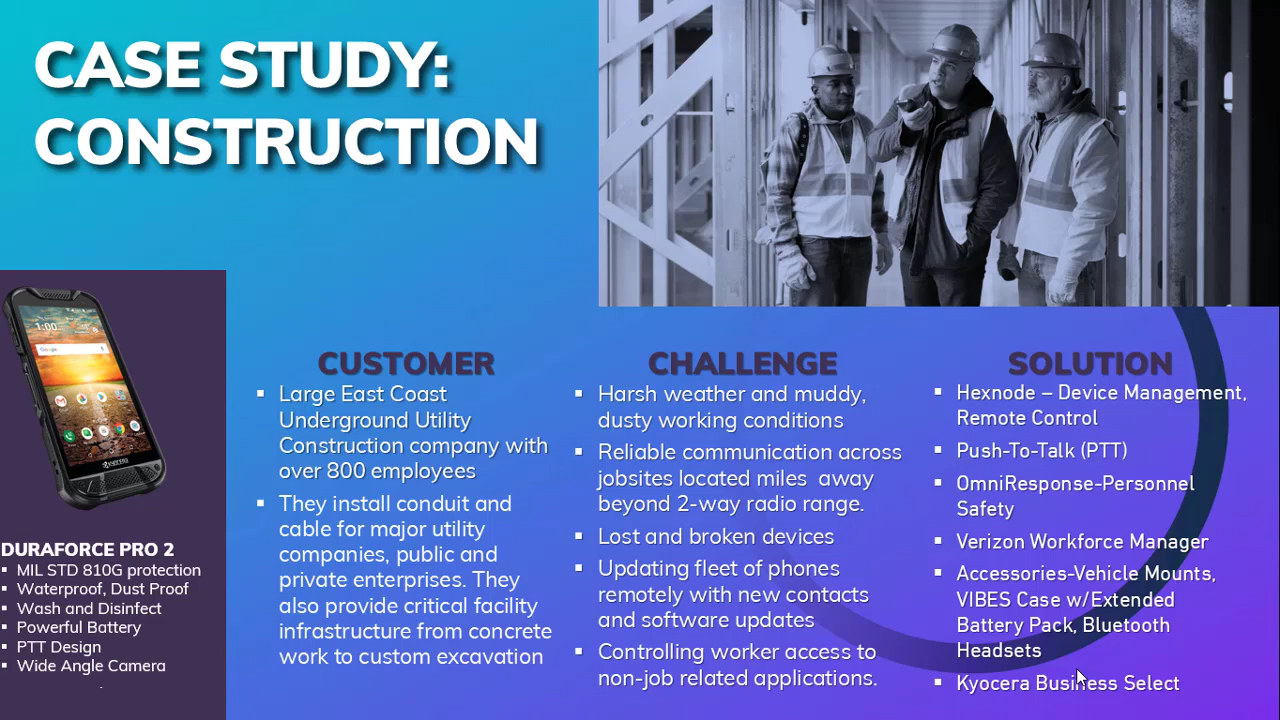 CASE STUDY:
CONSTRUCTION
1:00
Google
KYOCERA
DURAFORCE PRO 2
▪ MIL STD 810G protection
▪ Waterproof, Dust Proof
▪ Wash and Disinfect
▪ Powerful Battery
▪ PTT Design
▪ Wide Angle Camera
CUSTOMER
▪ Large East Coast
Underground Utility
Construction company with
over 800 employees
▪ They install conduit and
cable for major utility
companies, public and
private enterprises. They
also provide critical facility
infrastructure from concrete
work to custom excavation
CHALLENGE
▪ Harsh weather and muddy,
dusty working conditions
▪ Reliable communication across
jobsites located miles away
beyond 2-way radio range.
▪ Lost and broken devices
▪ Updating fleet of phones
remotely with new contacts
and software updates
▪ Controlling worker access to
non-job related applications.
SOLUTION
▪ Hexnode – Device Management,
Remote Control
▪ Push-To-Talk (PTT)
▪ OmniResponse-Personnel
Safety
▪ Verizon Workforce Manager
▪ Accessories-Vehicle Mounts,
VIBES Case w/Extended
Battery Pack, Bluetooth
Headsets
▪ Kyocera Business Select